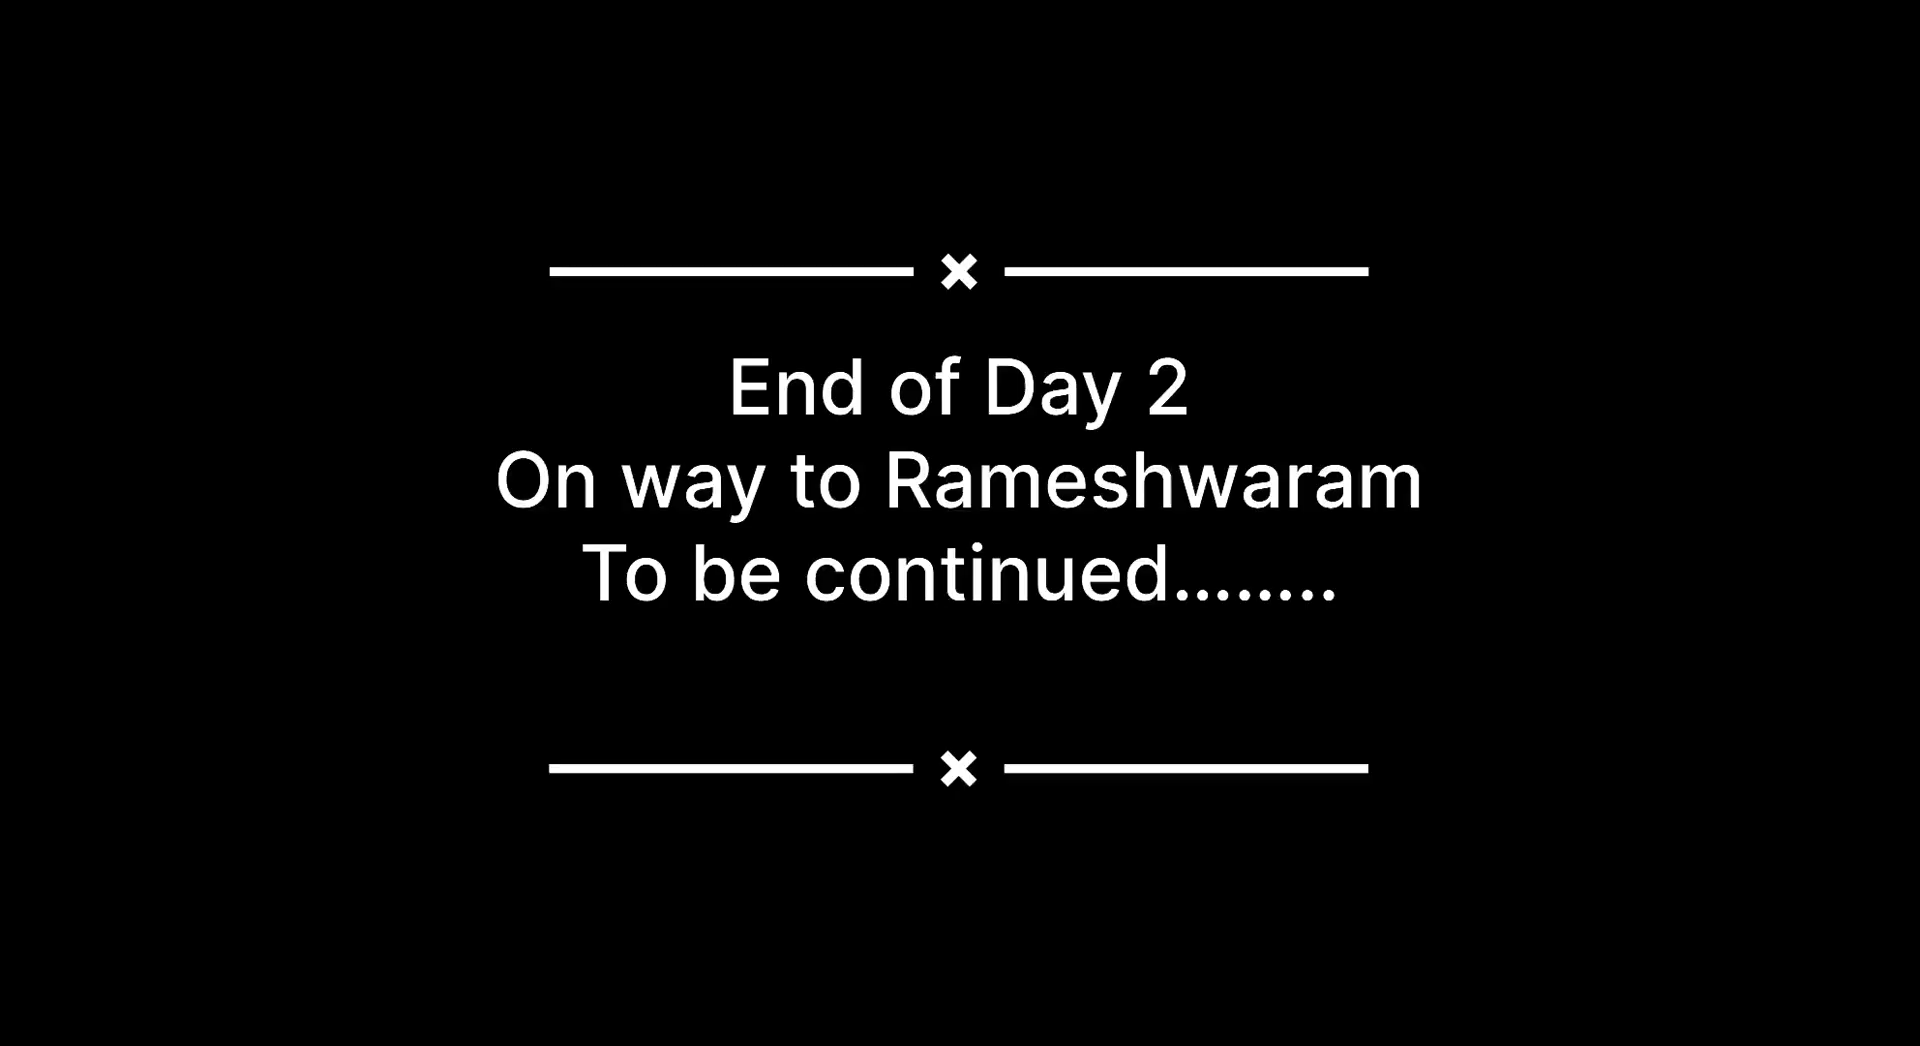 End of Day 2
On way to Rameshwaram
To be continued........